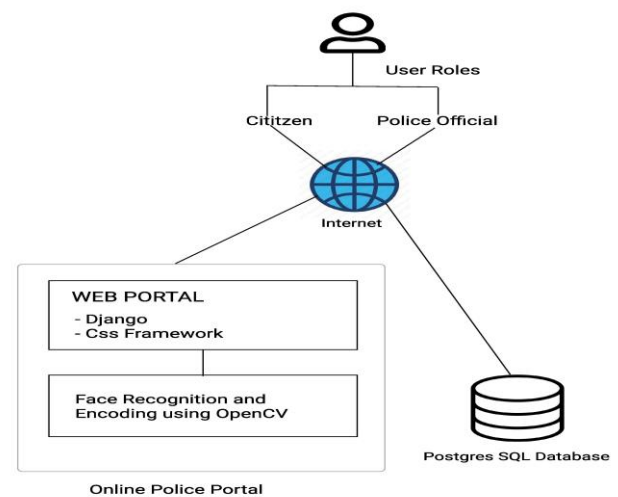 User Roles
Cititzen
Police Official
Internet
WEB PORTAL
- Django
- Css Framework
Face Recognition and
Encoding using OpenCV
Postgres SQL Database
Online Police Portal